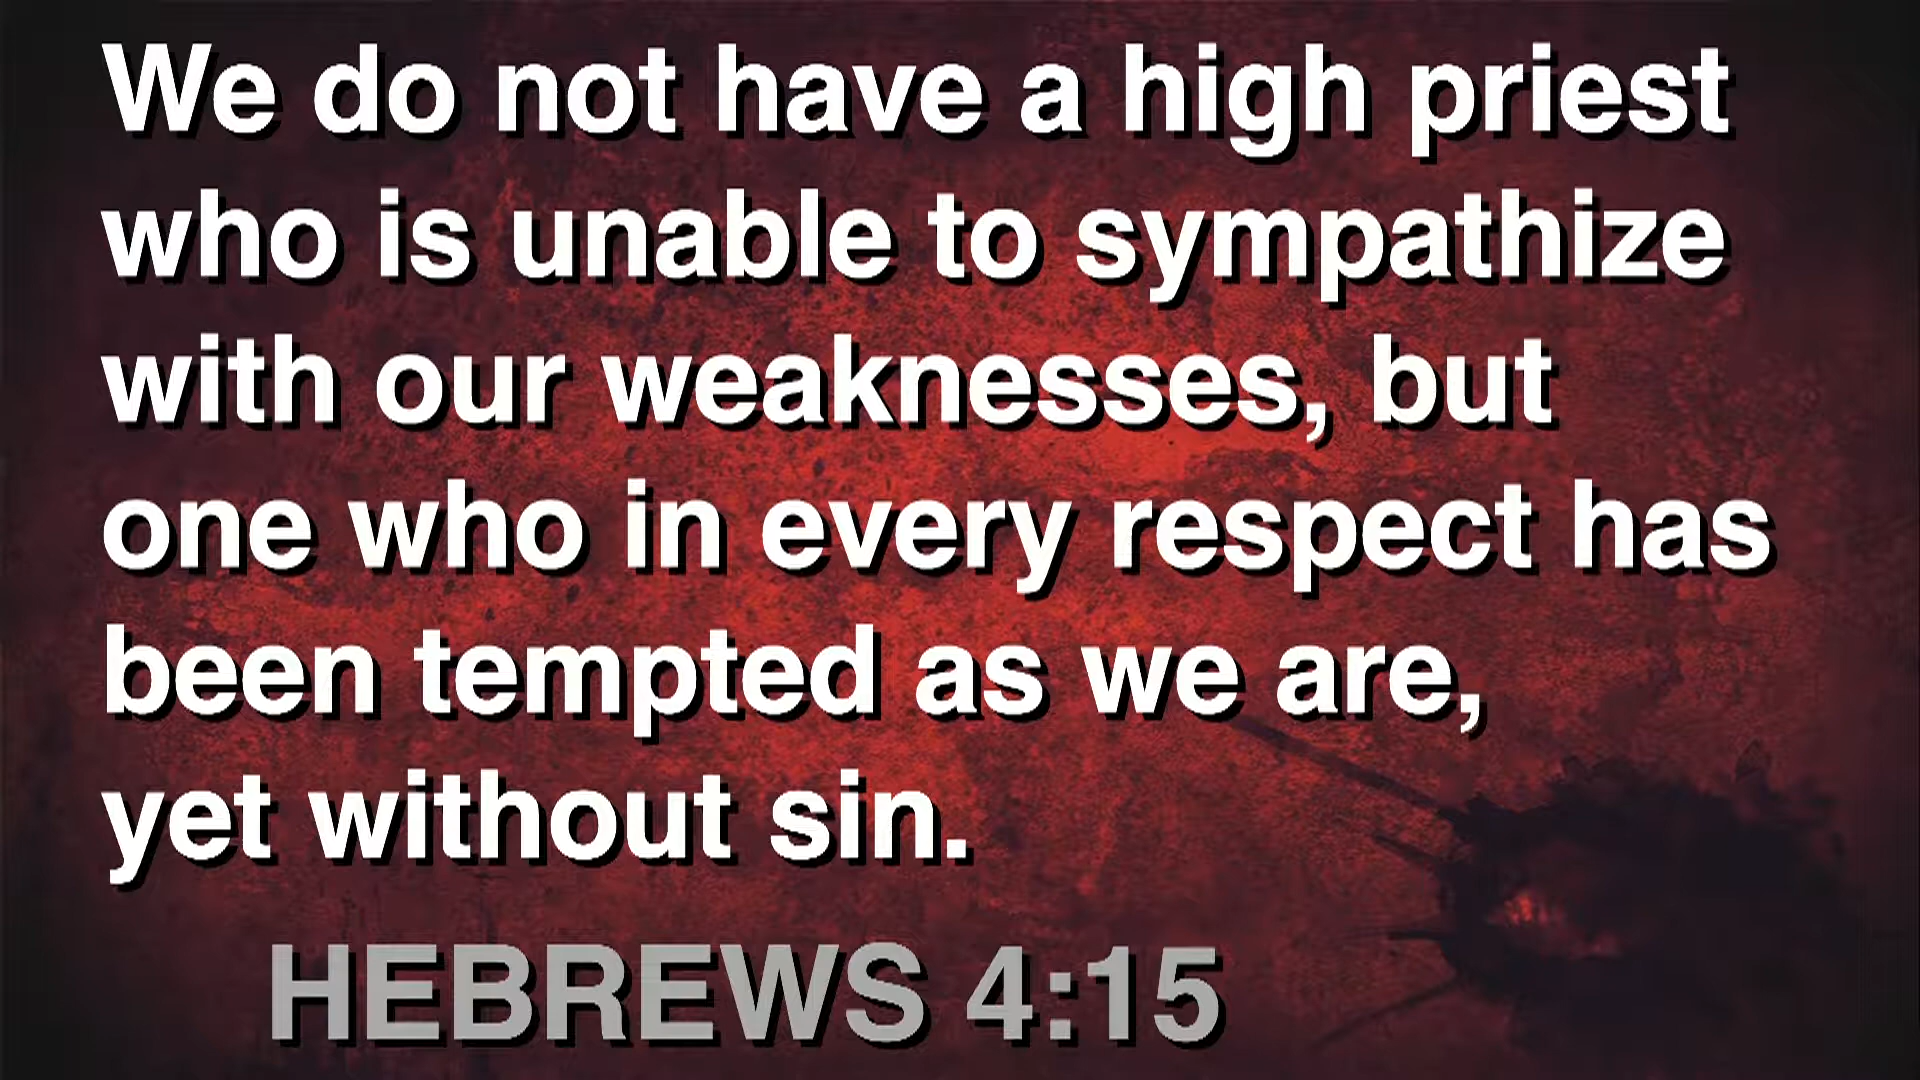 We do not have a high priest
who is unable to sympathize
with our weaknesses, but
one who in every respect has
been tempted as we are,
yet without sin.
HEBREWS 4:15